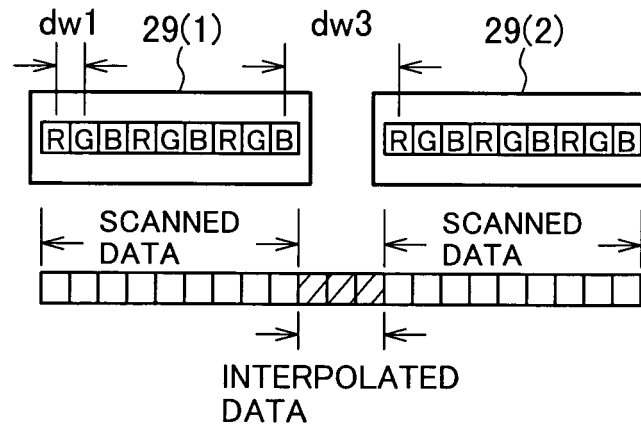 dw1 29(1) dw3 29(2)
RGBRGBRGB RGBRGBRGB
SCANNED DATA SCANNED DATA
INTERPOLATED
DATA